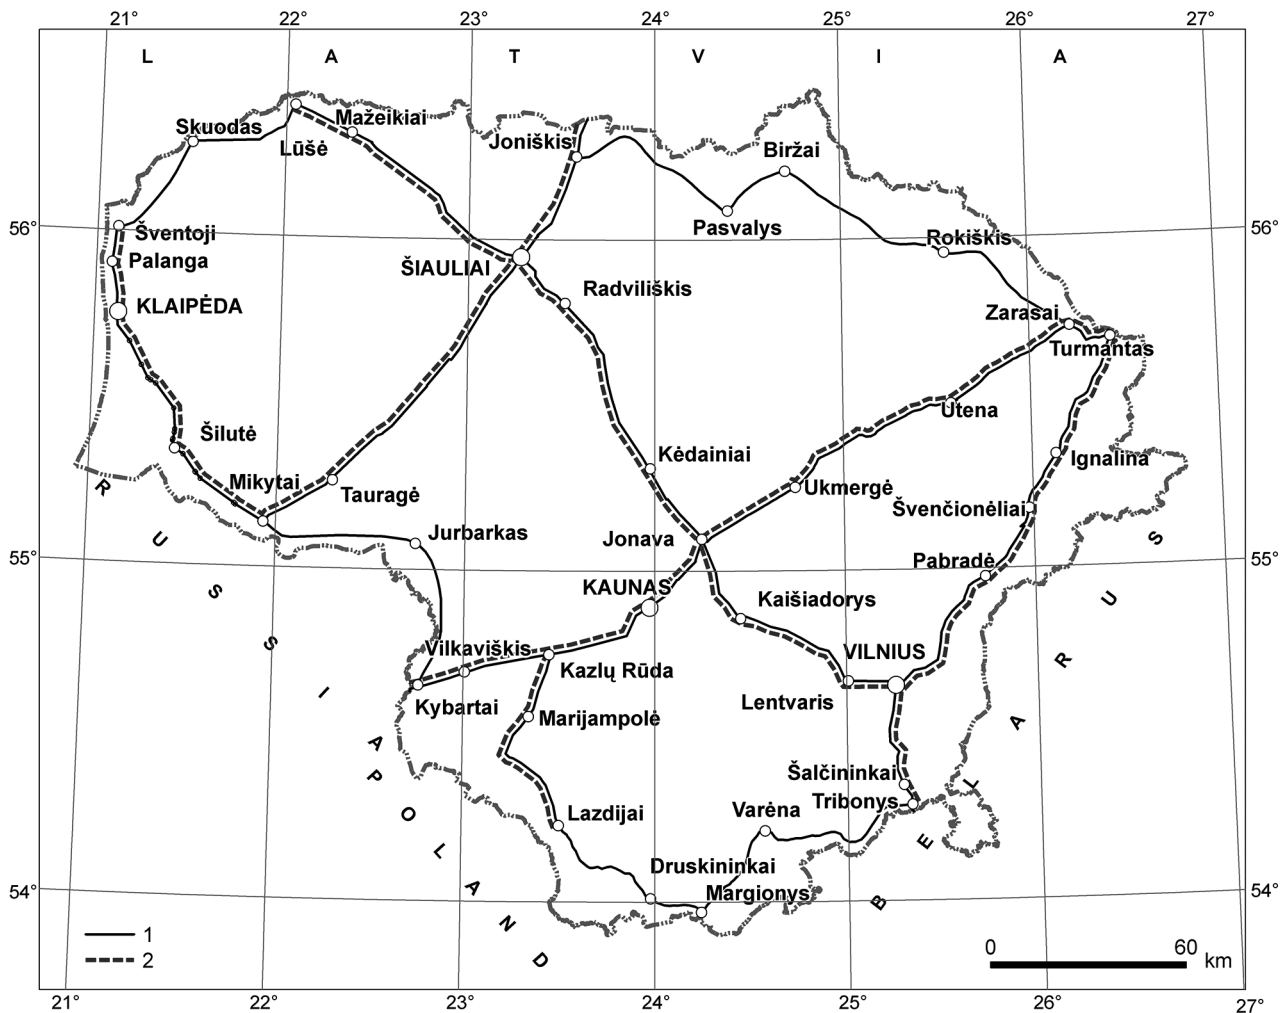 21° 22° 23° 24° 25° 26° 27°
L A T V I A
Skuodas
Mažeikiai
Lūšė
Joniškis
Biržai
Pasvalys
56°
56°
Šventoji
Rokiškis
Palanga
ŠIAULIAI
Radviliškis
KLAIPĖDA
Zarasai
Turmantas
Utena
Šilutė
Kėdainiai
Ignalina
Mikytai
Tauragė
Ukmergė
Švenčionėliai
Jurbarkas
Jonava
55°
55°
Pabradė
KAUNAS
Kaišiadorys
Vilkaviškis
VILNIUS
Kazlų Rūda
Kybartai
Lentvaris
Marijampolė
Šalčininkai
Tribonys
Lazdijai
Varėna
Druskininkai
Margionys
54°
54°
R U S S I A
P O L A N D
B E L A R U S
1
2
0 60 km
21° 22° 23° 24° 25° 26° 27°